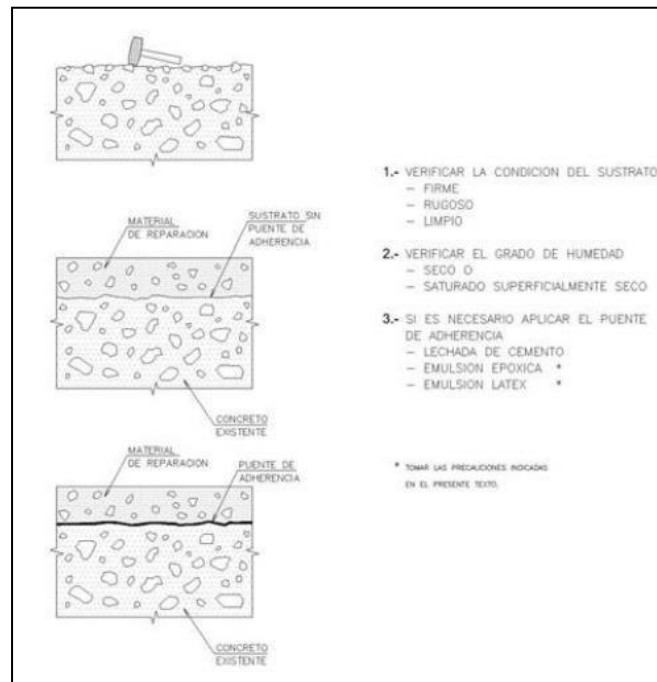 1.- VERIFICAR LA CONDICION DEL SUSTRATO
– FIRME
– RUGOSO
– LIMPIO
2.- VERIFICAR EL GRADO DE HUMEDAD
– SECO O
– SATURADO SUPERFICIALMENTE SECO
3.- SI ES NECESARIO APLICAR EL PUENTE
DE ADHERENCIA
– LECHADA DE CEMENTO
– EMULSION EPOXICA *
– EMULSION LATEX *
* TOMAR LAS PRECAUCIONES INDICADAS
EN EL PRESENTE TEXTO.
MATERIAL
DE REPARACION
SUSTRATO SIN
PUENTE DE
ADHERENCIA
CONCRETO
EXISTENTE
MATERIAL
DE REPARACION
PUENTE DE
ADHERENCIA
CONCRETO
EXISTENTE